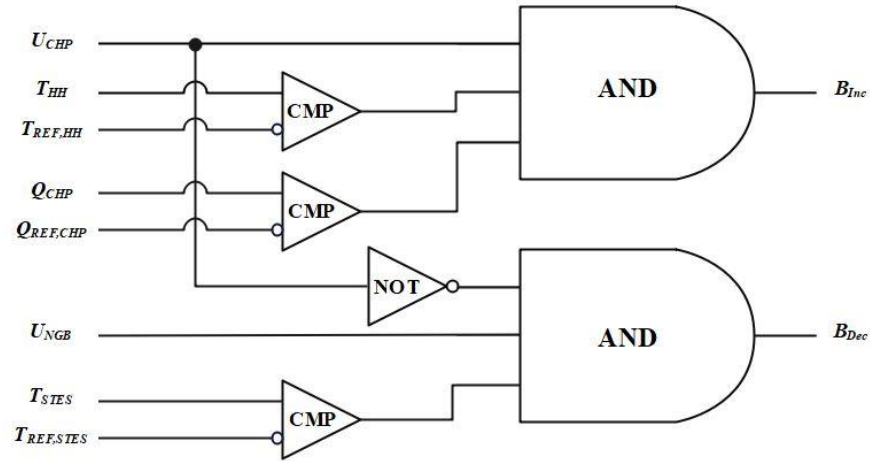 U_CHP
AND
T_HH
CMP
B_Inc
T_REF,HH
Q_CHP
CMP
Q_REF,CHP
NOT
U_NGB
AND
B_Dec
T_STES
CMP
T_REF,STES